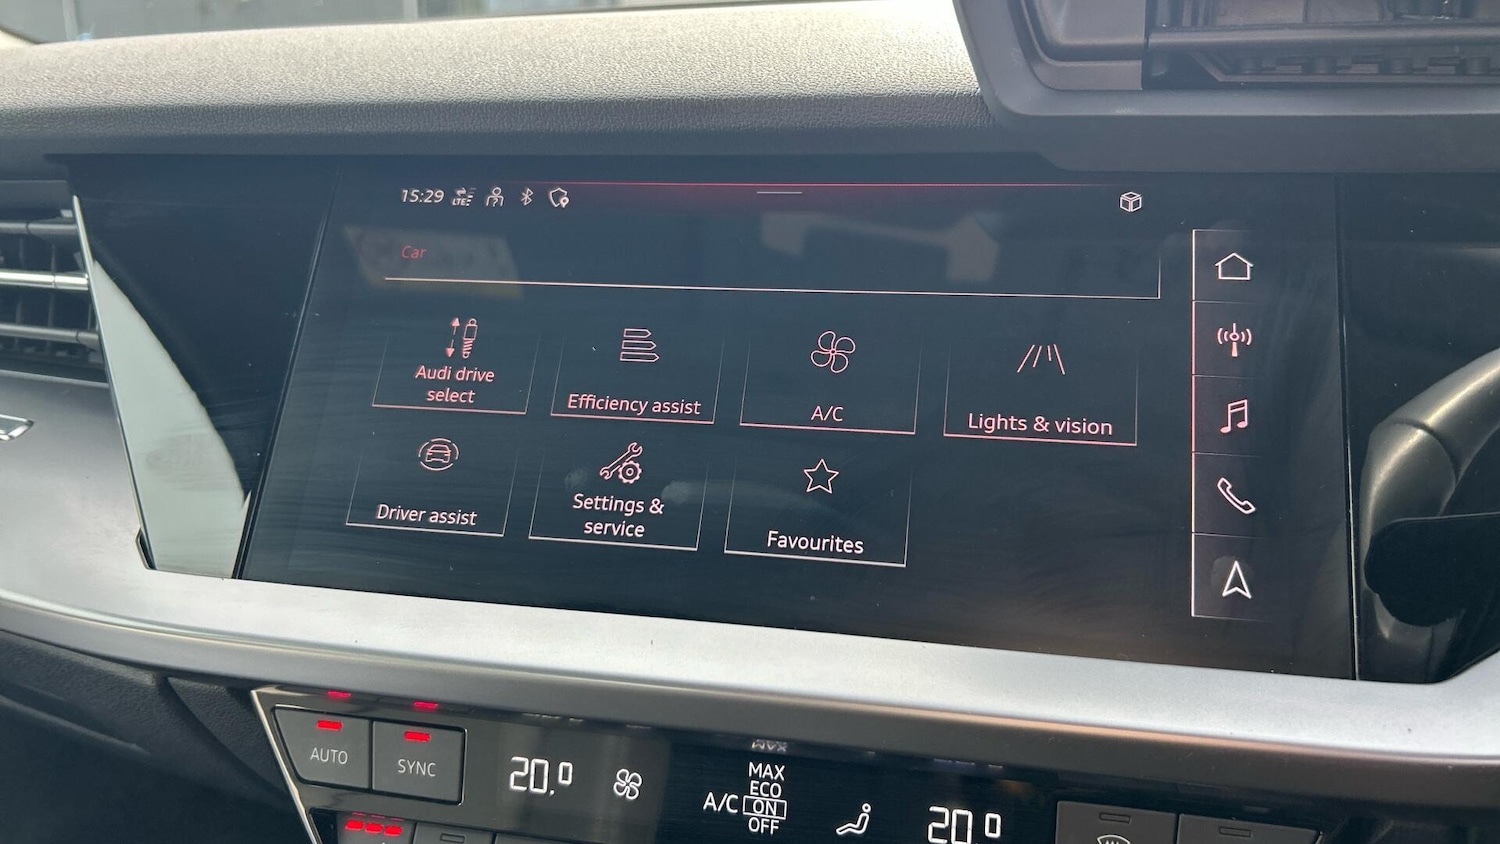 15:29 LTE
Car
Audi drive
select
Efficiency assist
A/C
Lights & vision
Driver assist
Settings &
service
Favourites
AUTO
SYNC
20.0
A/C
MAX
ECO
ON
OFF
20.0